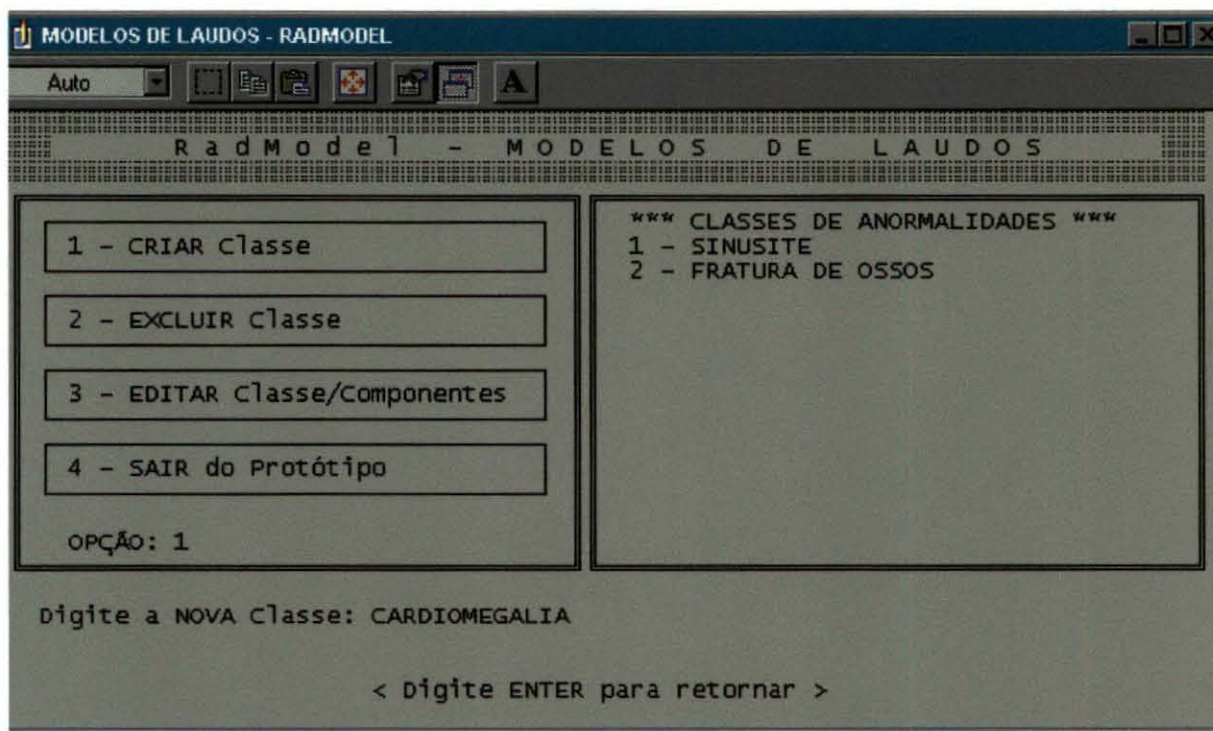 MODELOS DE LAUDOS - RADMODEL
Auto
A
RadModel - MODELOS DE LAUDOS
1 - CRIAR Classe
2 - EXCLUIR Classe
3 - EDITAR Classe/Componentes
4 - SAIR do Protótipo
OPÇÃO: 1
*** CLASSES DE ANORMALIDADES ***
1 - SINUSITE
2 - FRATURA DE OSSOS
Digite a NOVA Classe: CARDIOMEGALIA
< Digite ENTER para retornar >